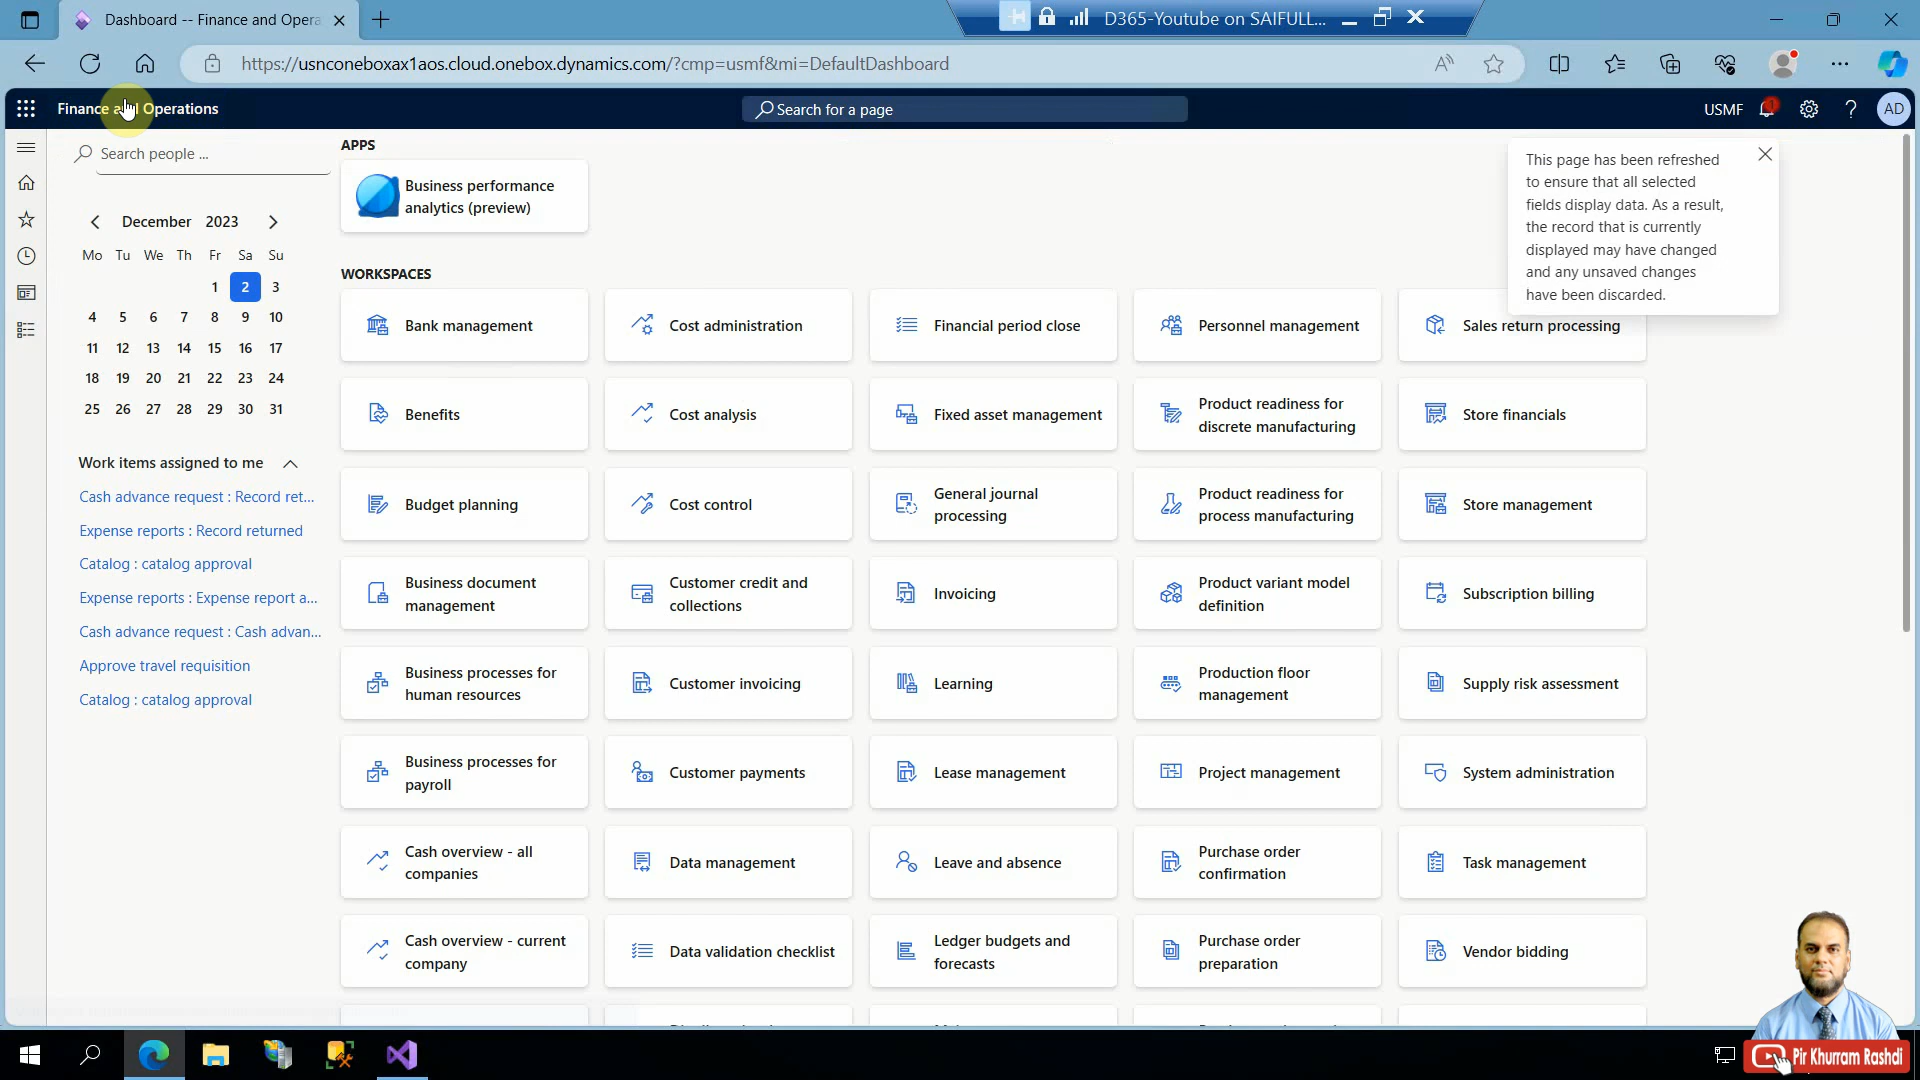 Dashboard -- Finance and Opera
D365-Youtube on SAIFULL...
https://usnconeboxax1aos.cloud.onebox.dynamics.com/?cmp=usmf&mi=DefaultDashboard
Finance and Operations
Search for a page
USMF
1
?
AD
Search people ...
December 2023
Mo Tu We Th Fr Sa Su
1 2 3
4 5 6 7 8 9 10
11 12 13 14 15 16 17
18 19 20 21 22 23 24
25 26 27 28 29 30 31
Work items assigned to me
Cash advance request : Record ret...
Expense reports : Record returned
Catalog : catalog approval
Expense reports : Expense report a...
Cash advance request : Cash advan...
Approve travel requisition
Catalog : catalog approval
APPS
Business performance
analytics (preview)
This page has been refreshed
to ensure that all selected
fields display data. As a result,
the record that is currently
displayed may have changed
and any unsaved changes
have been discarded.
WORKSPACES
Bank management
Cost administration
Financial period close
Personnel management
Sales return processing
Benefits
Cost analysis
Fixed asset management
Product readiness for
discrete manufacturing
Store financials
Budget planning
Cost control
General journal
processing
Product readiness for
process manufacturing
Store management
Business document
management
Customer credit and
collections
Invoicing
Product variant model
definition
Subscription billing
Business processes for
human resources
Customer invoicing
Learning
Production floor
management
Supply risk assessment
Business processes for
payroll
Customer payments
Lease management
Project management
System administration
Cash overview - all
companies
Data management
Leave and absence
Purchase order
confirmation
Task management
Cash overview - current
company
Data validation checklist
Ledger budgets and
forecasts
Purchase order
preparation
Vendor bidding
Pir Khurram Rashdi